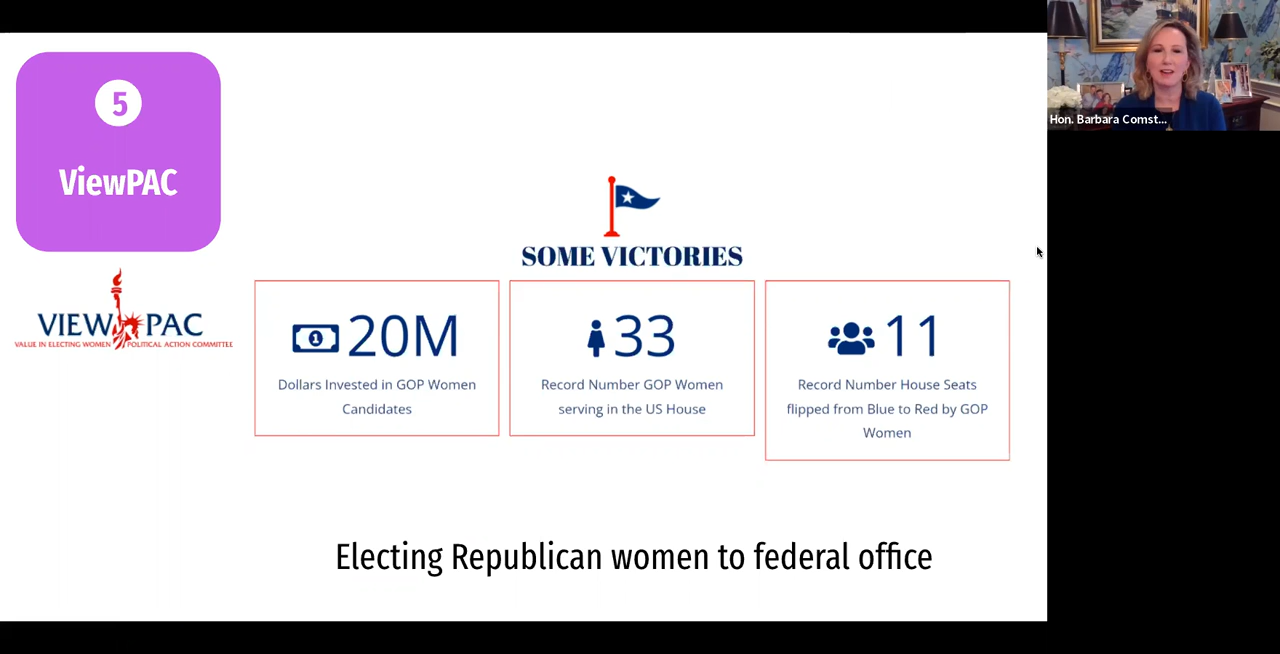 5
ViewPAC
VIEW PAC
VALUE IN ELECTING WOMEN POLITICAL ACTION COMMITTEE
SOME VICTORIES
1 20M
Dollars Invested in GOP Women
Candidates
33
Record Number GOP Women
serving in the US House
11
Record Number House Seats
flipped from Blue to Red by GOP
Women
Electing Republican women to federal office
Hon. Barbara Comst...